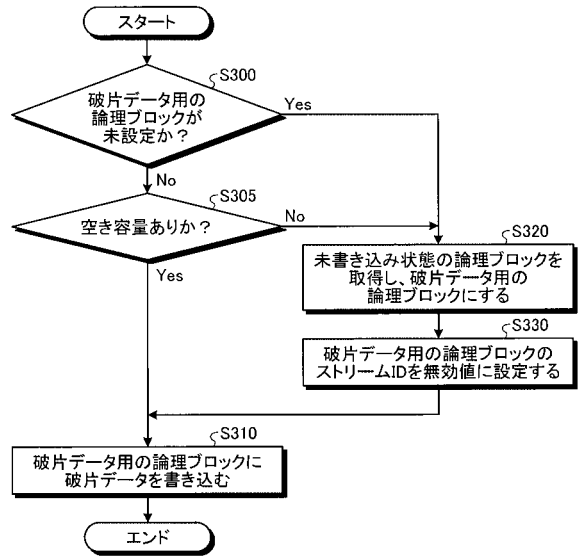 スタート
S300
破片データ用の
論理ブロックが
未設定か？
Yes
No
S305
空き容量ありか？
No
Yes
S320
未書き込み状態の論理ブロックを
取得し、破片データ用の
論理ブロックにする
S330
破片データ用の論理ブロックの
ストリームIDを無効値に設定する
S310
破片データ用の論理ブロックに
破片データを書き込む
エンド